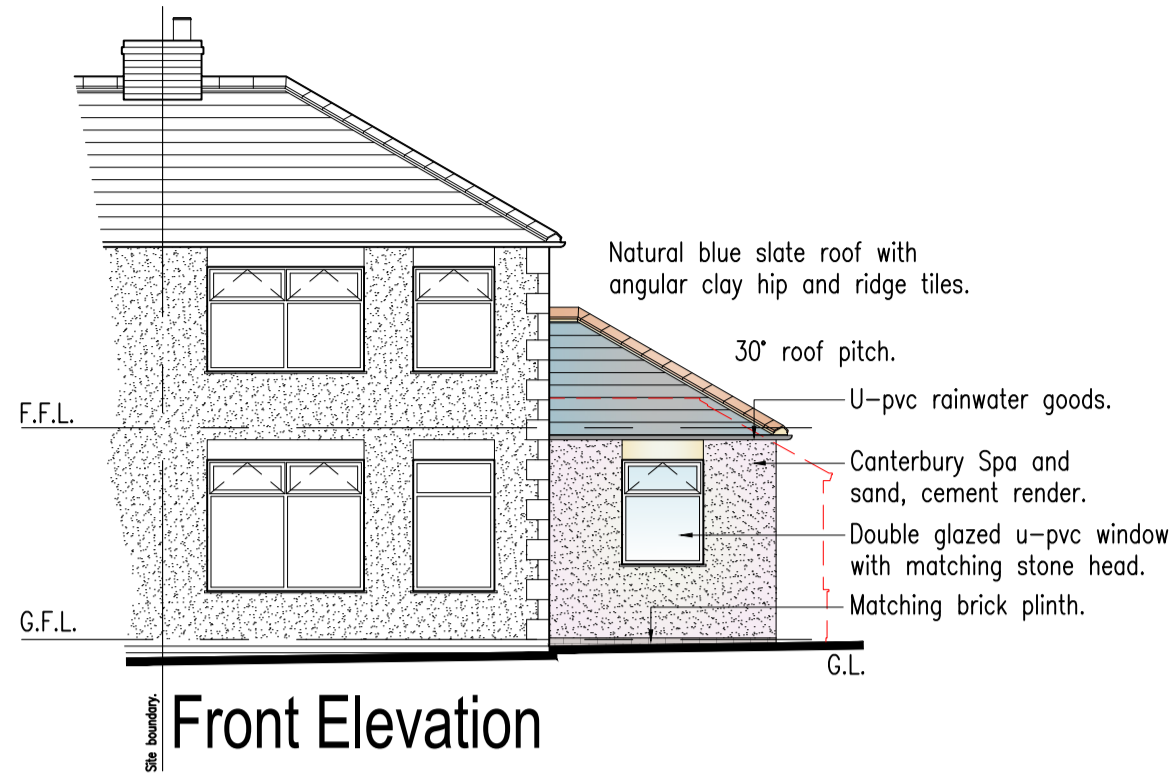 Natural blue slate roof with
angular clay hip and ridge tiles.
30° roof pitch.
U-pvc rainwater goods.
F.F.L.
Canterbury Spa and
sand, cement render.
Double glazed u-pvc window
with matching stone head.
Matching brick plinth.
G.F.L.
G.L.
Site boundary.
Front Elevation